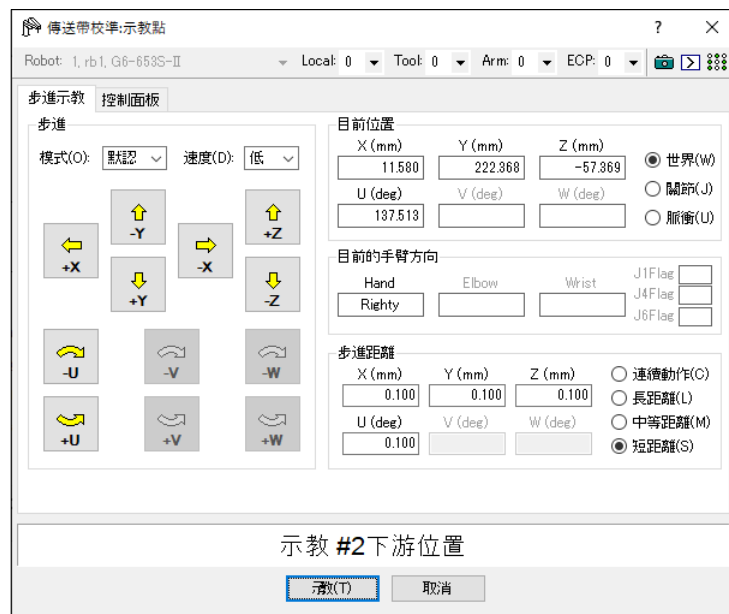 傳送帶校準:示教點
Robot: 1, rb1, G6-653S-II Local: 0 Tool: 0 Arm: 0 ECP: 0
步進示教 控制面板
步進
模式(O): 默認 速度(D): 低
-Y
+Z
+X
-X
+Y
-Z
-U -V -W
+U +V +W
目前位置
X (mm) Y (mm) Z (mm)
11.580 222.368 -57.369
U (deg) V (deg) W (deg)
137.513
世界(W)
關節(J)
脈衝(U)
目前的手臂方向
Hand Elbow Wrist
Righty
J1Flag
J4Flag
J6Flag
步進距離
X (mm) Y (mm) Z (mm)
0.100 0.100 0.100
U (deg) V (deg) W (deg)
0.100
連續動作(C)
長距離(L)
中等距離(M)
短距離(S)
示教 #2下游位置
示教(T) 取消